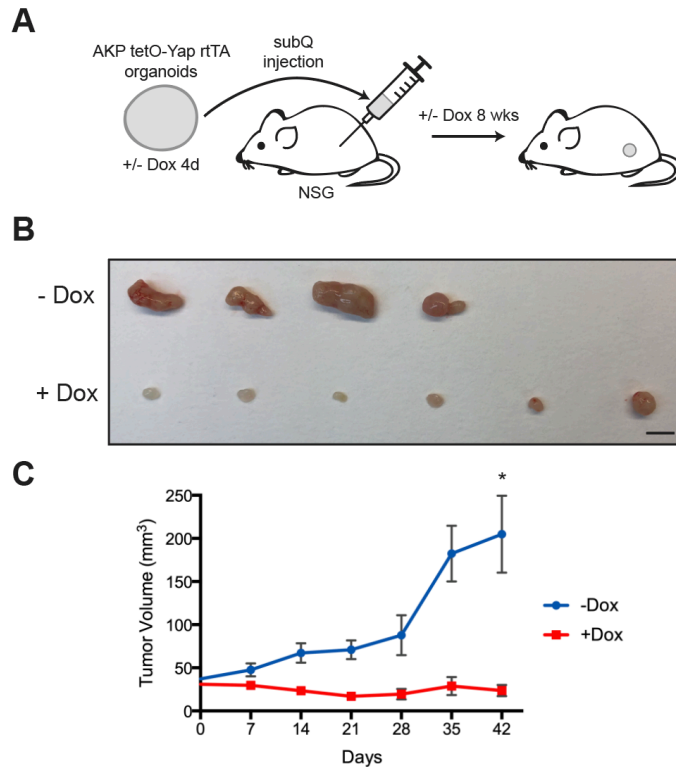 A
AKP tetO-Yap rtTA
organoids
+/- Dox 4d
subQ
injection
NSG
+/- Dox 8 wks
B
- Dox
+ Dox
C
Tumor Volume (mm³)
250
200
150
100
50
0
0 7 14 21 28 35 42
Days
*
-Dox
+Dox